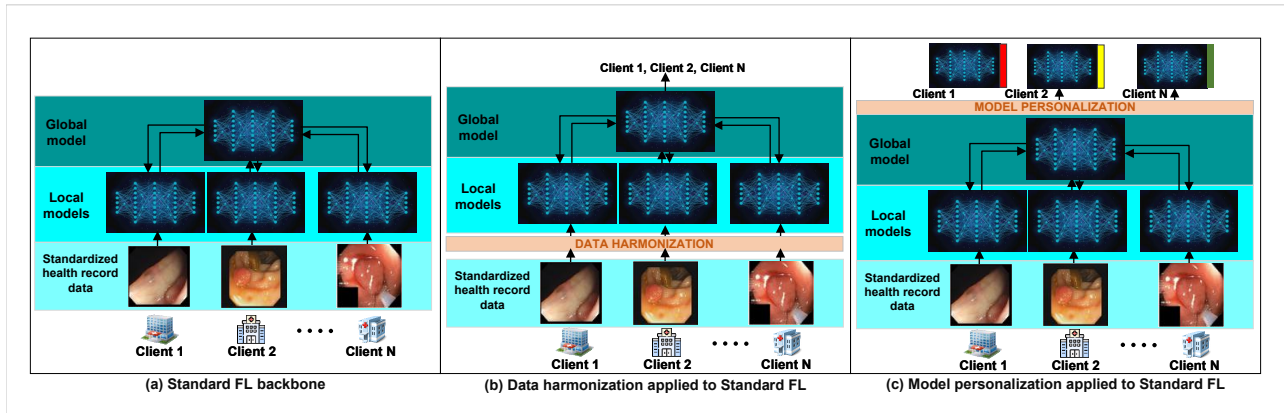 Global
model
Local
models
Standardized
health record
data
Client 1
Client 2
Client N
(a) Standard FL backbone
Client 1, Client 2, Client N
Global
model
Local
models
DATA HARMONIZATION
Standardized
health record
data
Client 1
Client 2
Client N
(b) Data harmonization applied to Standard FL
Client 1
Client 2
Client N
MODEL PERSONALIZATION
Global
model
Local
models
Standardized
health record
data
Client 1
Client 2
Client N
(c) Model personalization applied to Standard FL